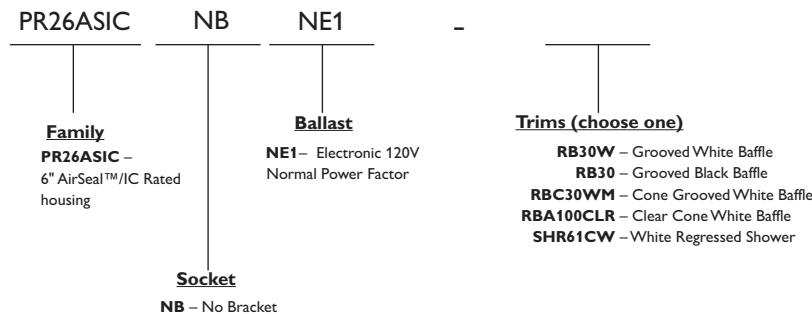 PR26ASIC NB NE1 -
Family
PR26ASIC –
6" AirSeal™/IC Rated
housing
Ballast
NE1– Electronic 120V
Normal Power Factor
Trims (choose one)
RB30W – Grooved White Baffle
RB30 – Grooved Black Baffle
RBC30WM – Cone Grooved White Baffle
RBA100CLR – Clear Cone White Baffle
SHR61CW – White Regressed Shower
Socket
NB – No Bracket